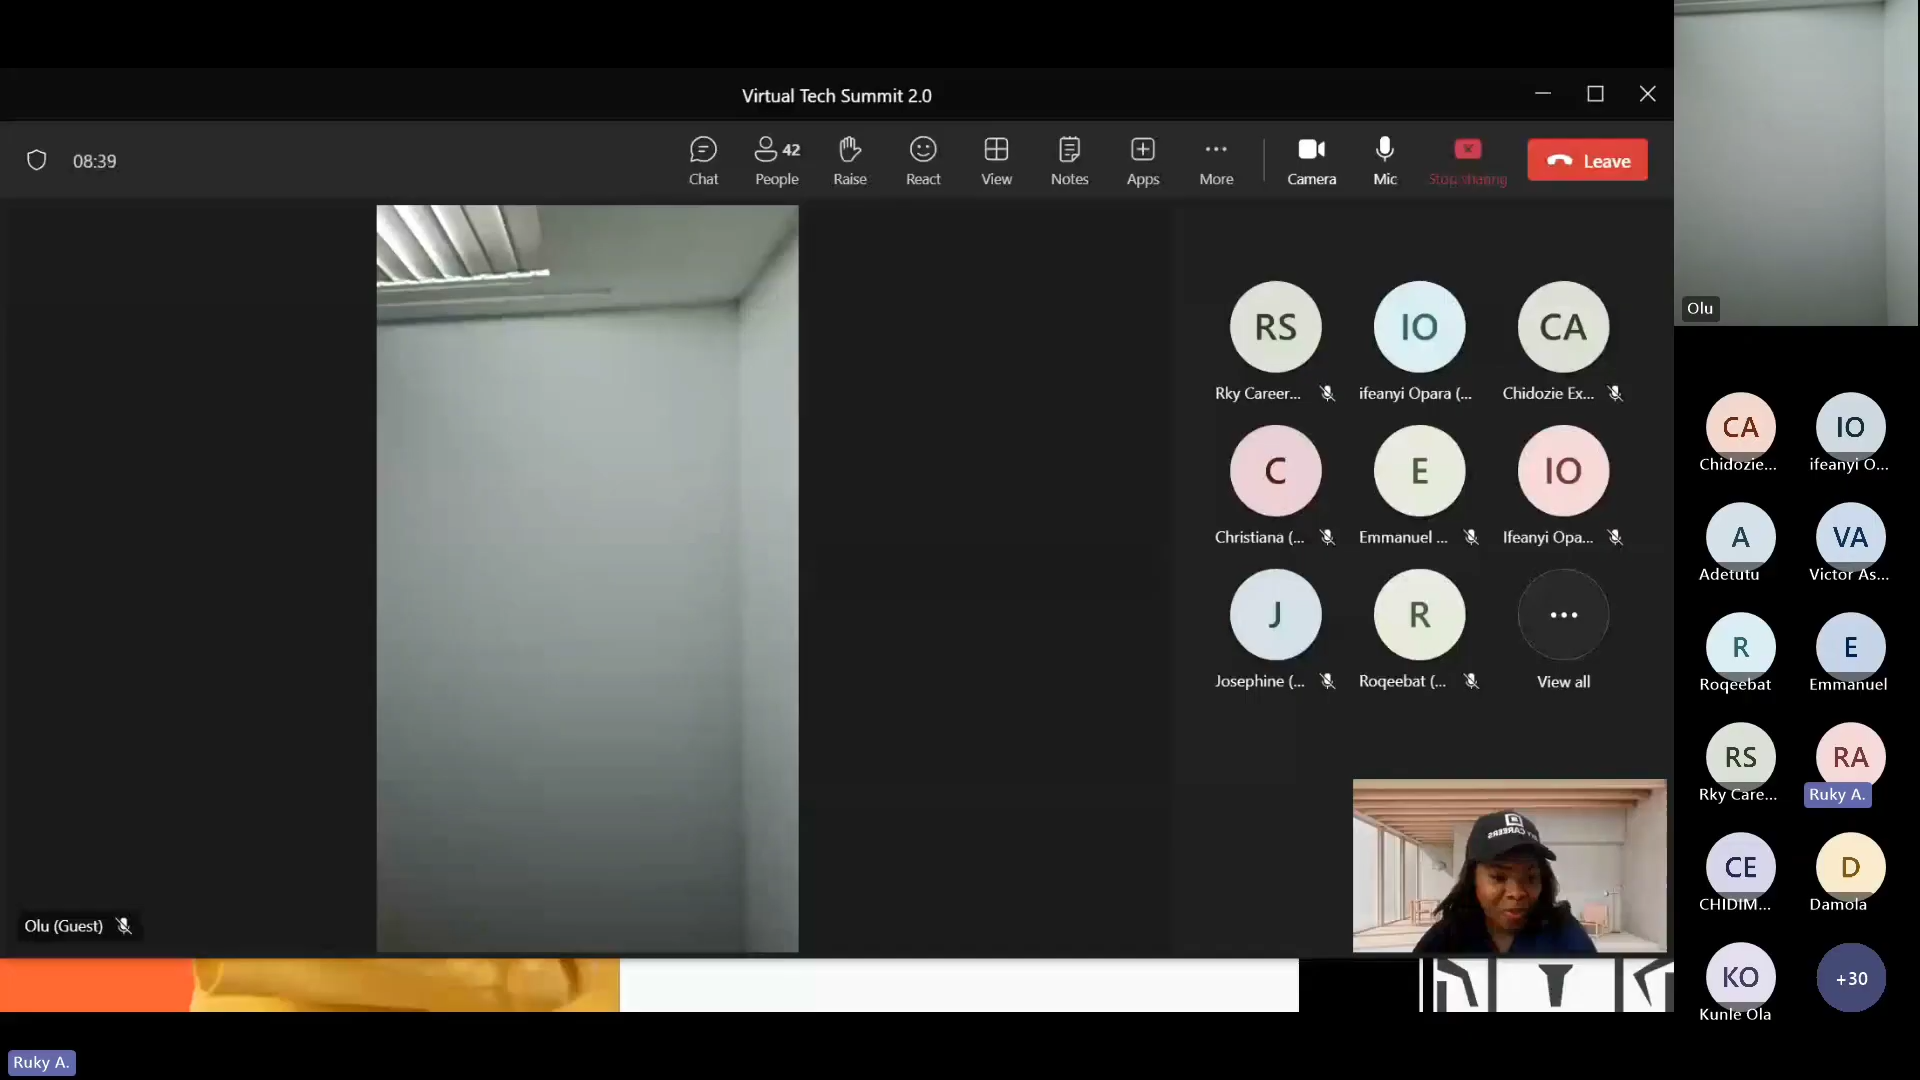 Virtual Tech Summit 2.0
08:39
Chat
42
People
Raise
React
View
Notes
Apps
More
Camera
Mic
Stop sharing
Leave
Olu
RS
IO
CA
Rky Career...
ifeanyi Opara (...
Chidozie Ex...
C
E
IO
Christiana (...
Emmanuel ...
Ifeanyi Opa...
J
R
Josephine (...
Roqeebat (...
View all
Olu (Guest)
CA
IO
Chidozie...
ifeanyi O...
A
VA
Adetutu
Victor As...
R
E
Roqeebat
Emmanuel
RS
RA
Rky Care...
Ruky A.
CE
D
CHIDIM...
Damola
KO
+30
Kunle Ola
Ruky A.